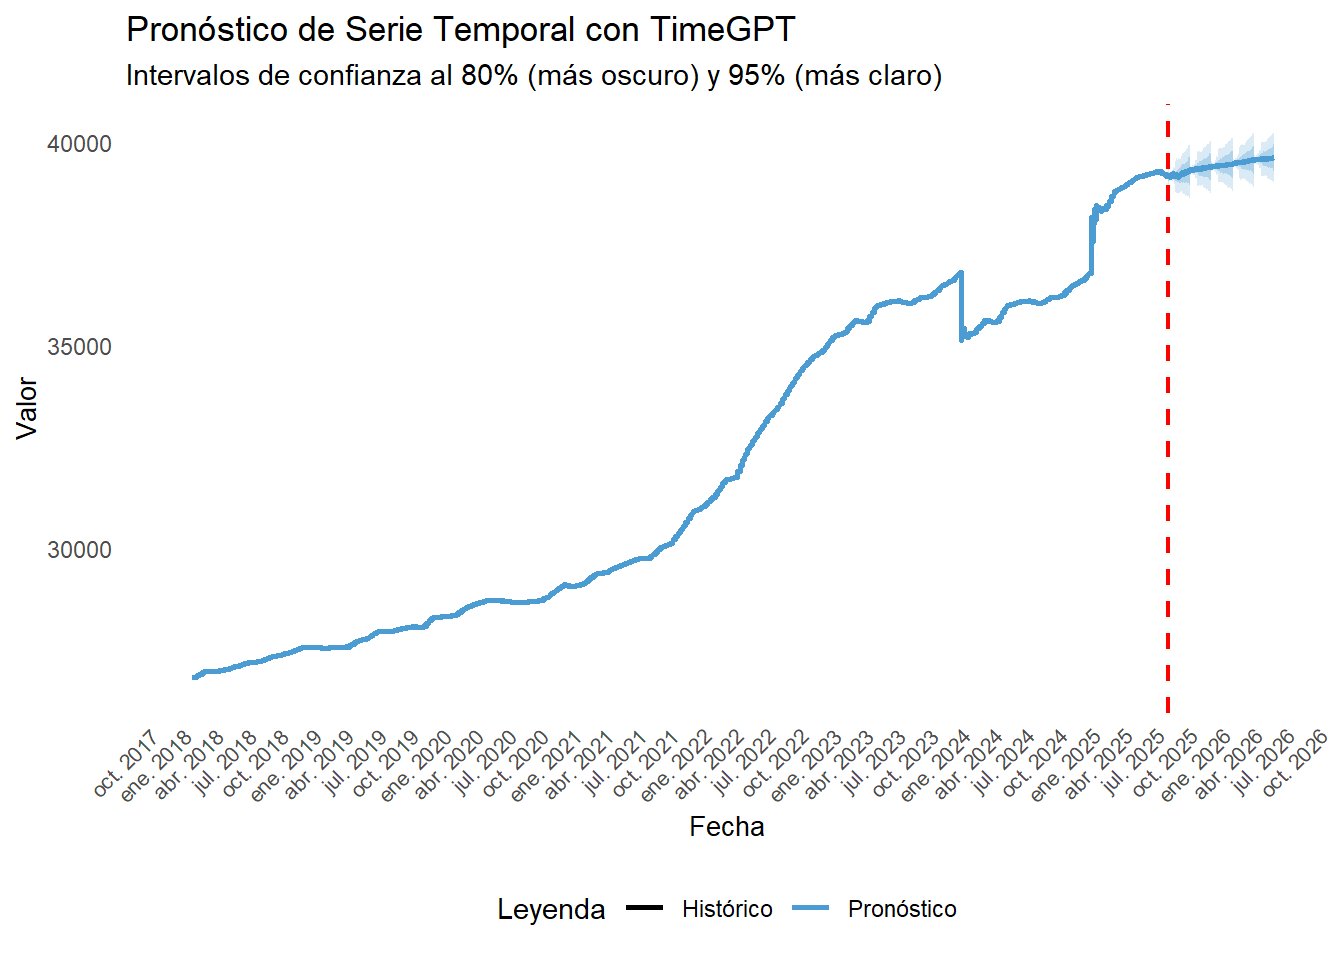 Pronóstico de Serie Temporal con TimeGPT
Intervalos de confianza al 80% (más oscuro) y 95% (más claro)
40000
35000
30000
Valor
oct. 2017
ene. 2018
abr. 2018
jul. 2018
oct. 2018
ene. 2019
abr. 2019
jul. 2019
oct. 2019
ene. 2020
abr. 2020
jul. 2020
oct. 2020
ene. 2021
abr. 2021
jul. 2021
oct. 2021
ene. 2022
abr. 2022
jul. 2022
oct. 2022
ene. 2023
abr. 2023
jul. 2023
oct. 2023
ene. 2024
abr. 2024
jul. 2024
oct. 2024
ene. 2025
abr. 2025
jul. 2025
oct. 2025
ene. 2026
abr. 2026
jul. 2026
oct. 2026
Fecha
Leyenda
Histórico
Pronóstico